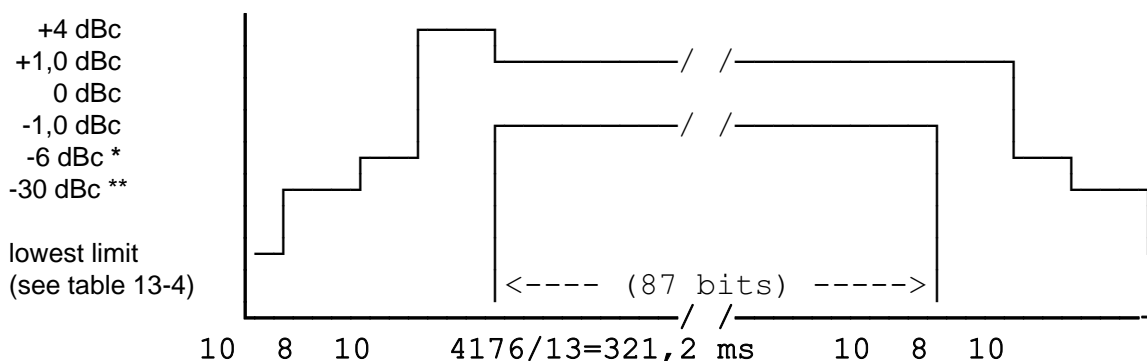 +4 dBc
+1,0 dBc
0 dBc
-1,0 dBc
-6 dBc *
-30 dBc **
lowest limit
(see table 13-4)
<---- (87 bits) ----->
10 8 10 4176/13=321,2 ms 10 8 10